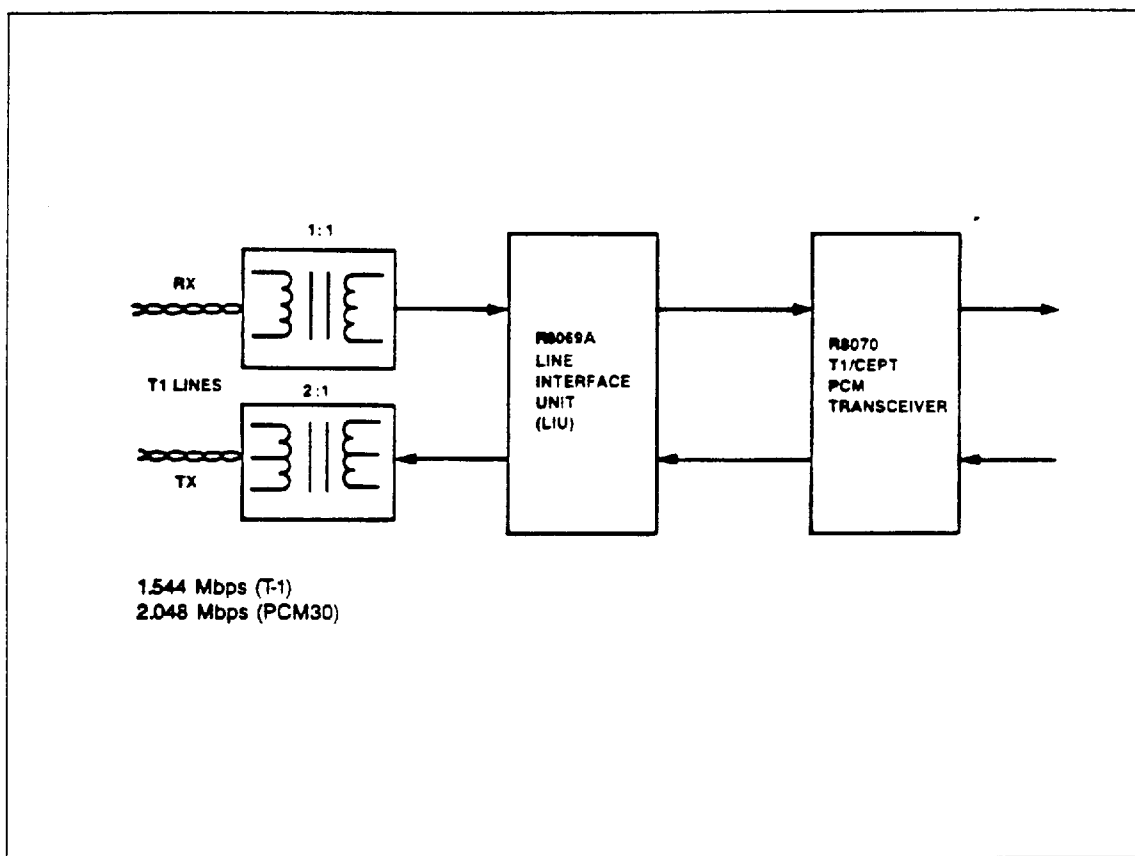 1:1
RX
T1 LINES
2:1
TX
R8069A
LINE
INTERFACE
UNIT
(LIU)
R8070
T1/CEPT
PCM
TRANSCEIVER
1.544 Mbps (T-1)
2.048 Mbps (PCM30)